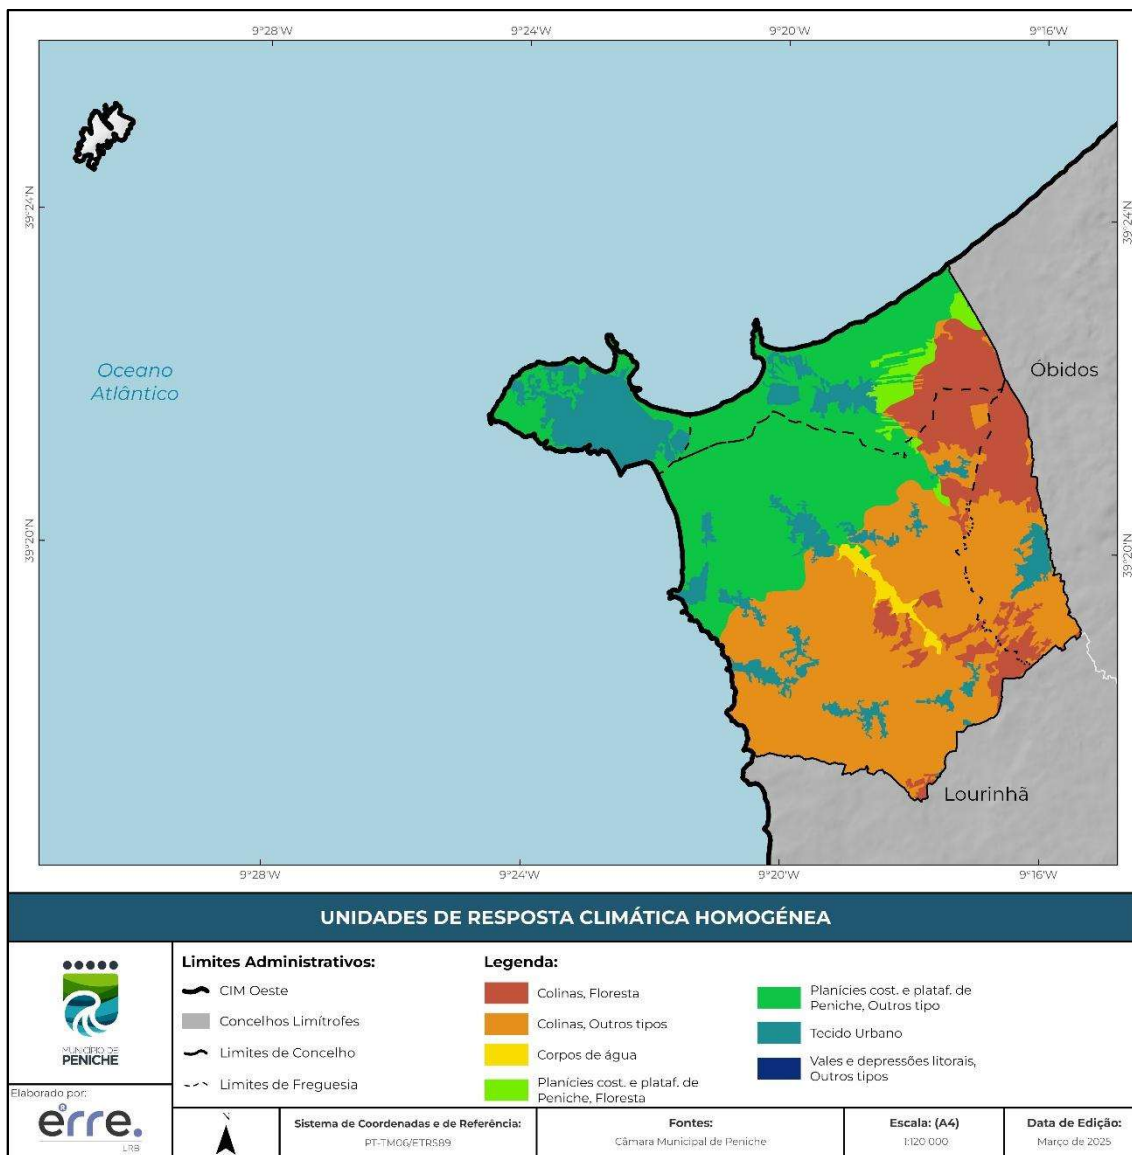 9°28'W
9°24'W
9°20'W
9°16'W
39°24'N
39°24'N
Oceano
Atlântico
Óbidos
39°20'N
39°20'N
Lourinhã
9°28'W
9°24'W
9°20'W
9°16'W
UNIDADES DE RESPOSTA CLIMÁTICA HOMOGÉNEA
MUNICÍPIO DE
PENICHE
Elaborado por:
erre.
LRB
Limites Administrativos:
CIM Oeste
Concelhos Limítrofes
Limites de Concelho
Limites de Freguesia
Legenda:
Colinas, Floresta
Colinas, Outros tipos
Corpos de água
Planícies cost. e plataf. de
Peniche, Floresta
Planícies cost. e plataf. de
Peniche, Outros tipo
Tecido Urbano
Vales e depressões litorais,
Outros tipos
N
Sistema de Coordenadas e de Referência:
PT-TM06/ETRS89
Fontes:
Câmara Municipal de Peniche
Escala: (A4)
1:120 000
Data de Edição:
Março de 2025